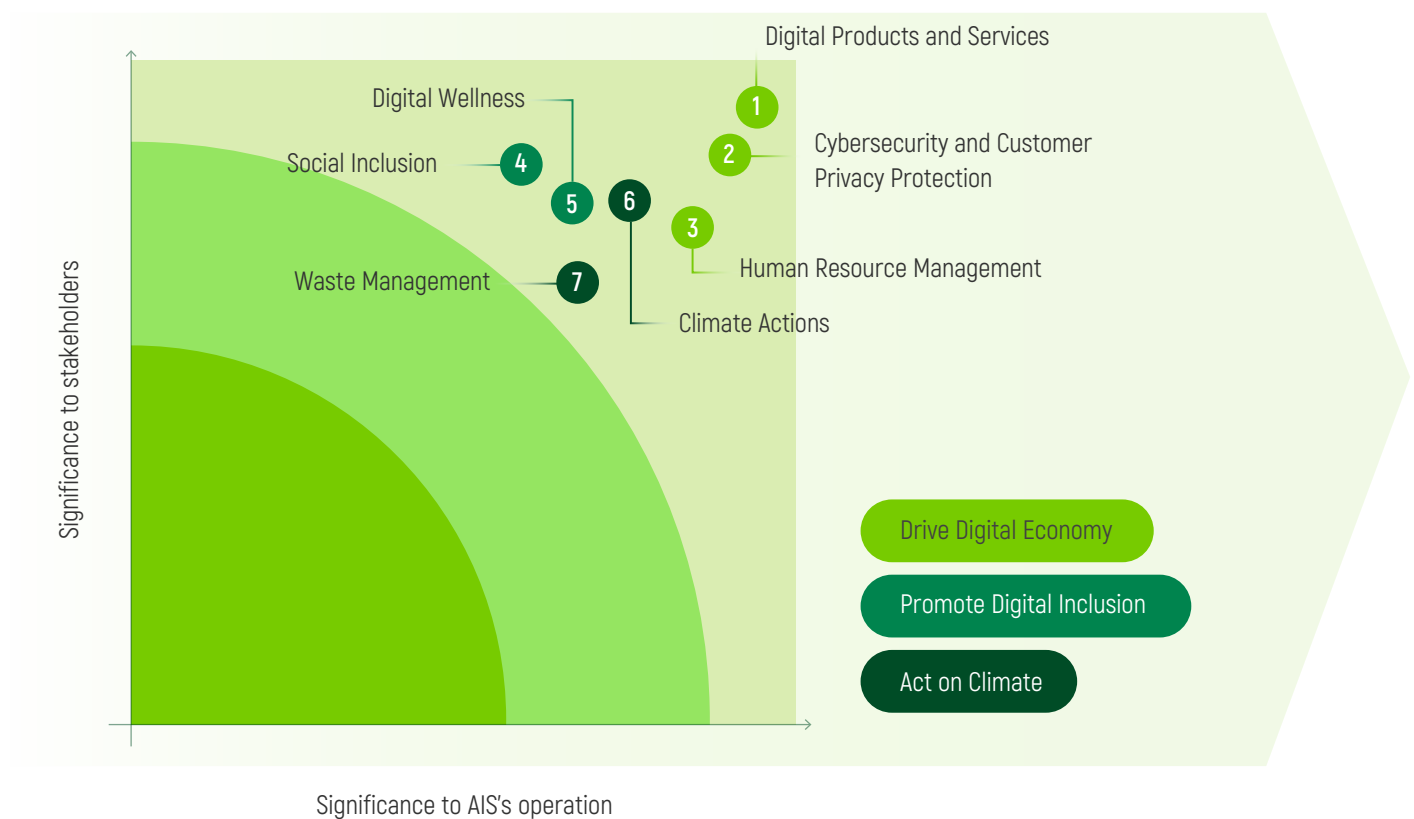 Digital Products and Services
1
Digital Wellness
Cybersecurity and Customer
Privacy Protection
2
Social Inclusion
4
5
6
3
Human Resource Management
Waste Management
7
Climate Actions
Significance to stakeholders
Drive Digital Economy
Promote Digital Inclusion
Act on Climate
Significance to AIS's operation